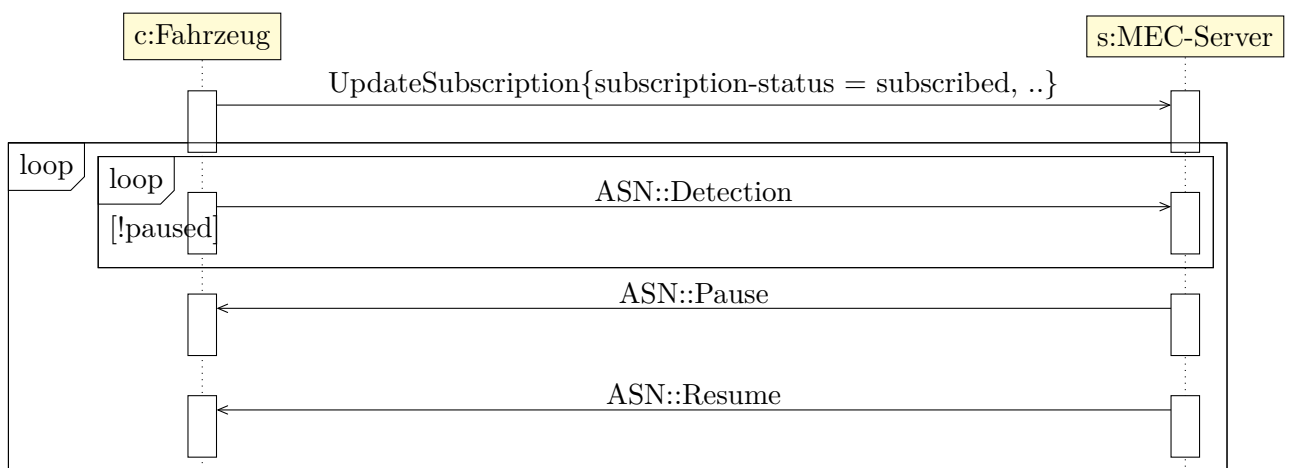 c:Fahrzeug
s:MEC-Server
UpdateSubscription{subscription-status = subscribed, ..}
loop
loop
ASN::Detection
[!paused]
ASN::Pause
ASN::Resume